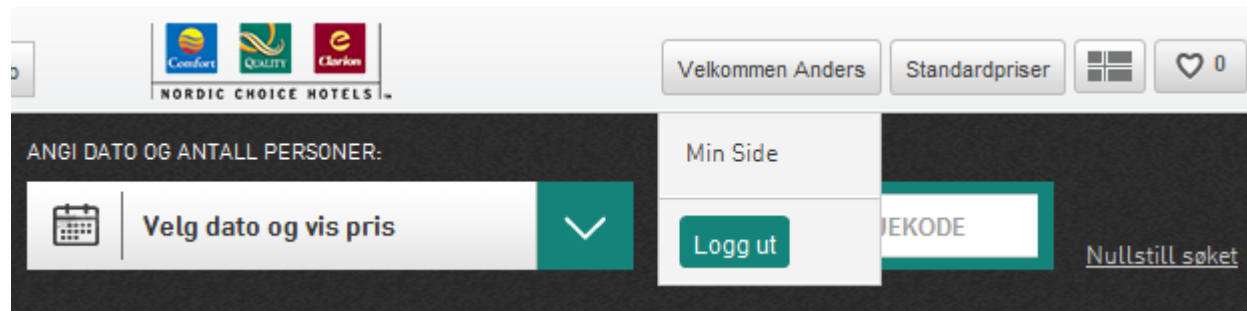 Comfort QUALITY Clarion
NORDIC CHOICE HOTELS
Velkommen Anders
Standardpriser
0
ANGI DATO OG ANTALL PERSONER:
Min Side
Velg dato og vis pris
Logg ut
EKODE
Nullstill søket